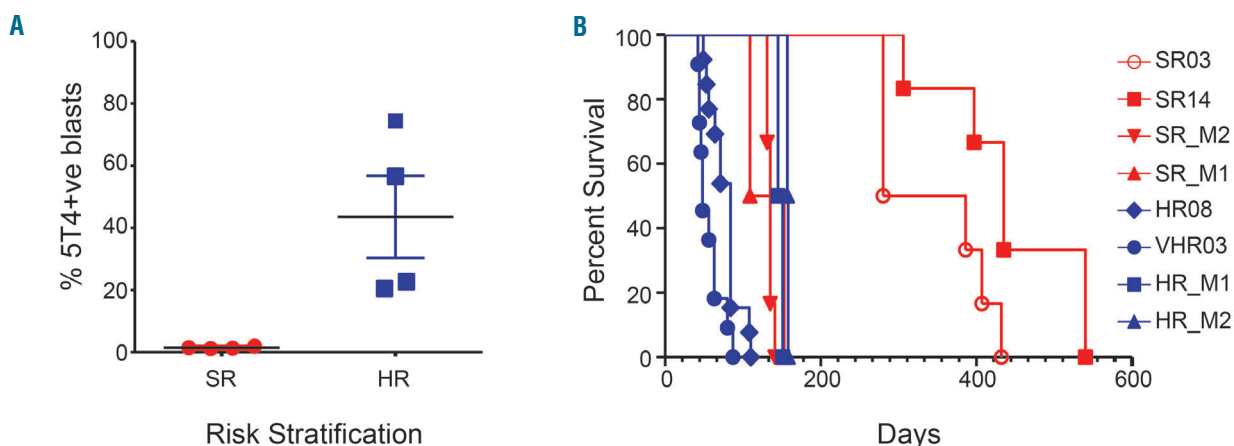 A
% 5T4+ve blasts
100
80
60
40
20
0
SR
HR
Risk Stratification
B
Percent Survival
100
80
60
40
20
0
0
200
400
600
Days
SR03
SR14
SR_M2
SR_M1
HR08
VHR03
HR_M1
HR_M2